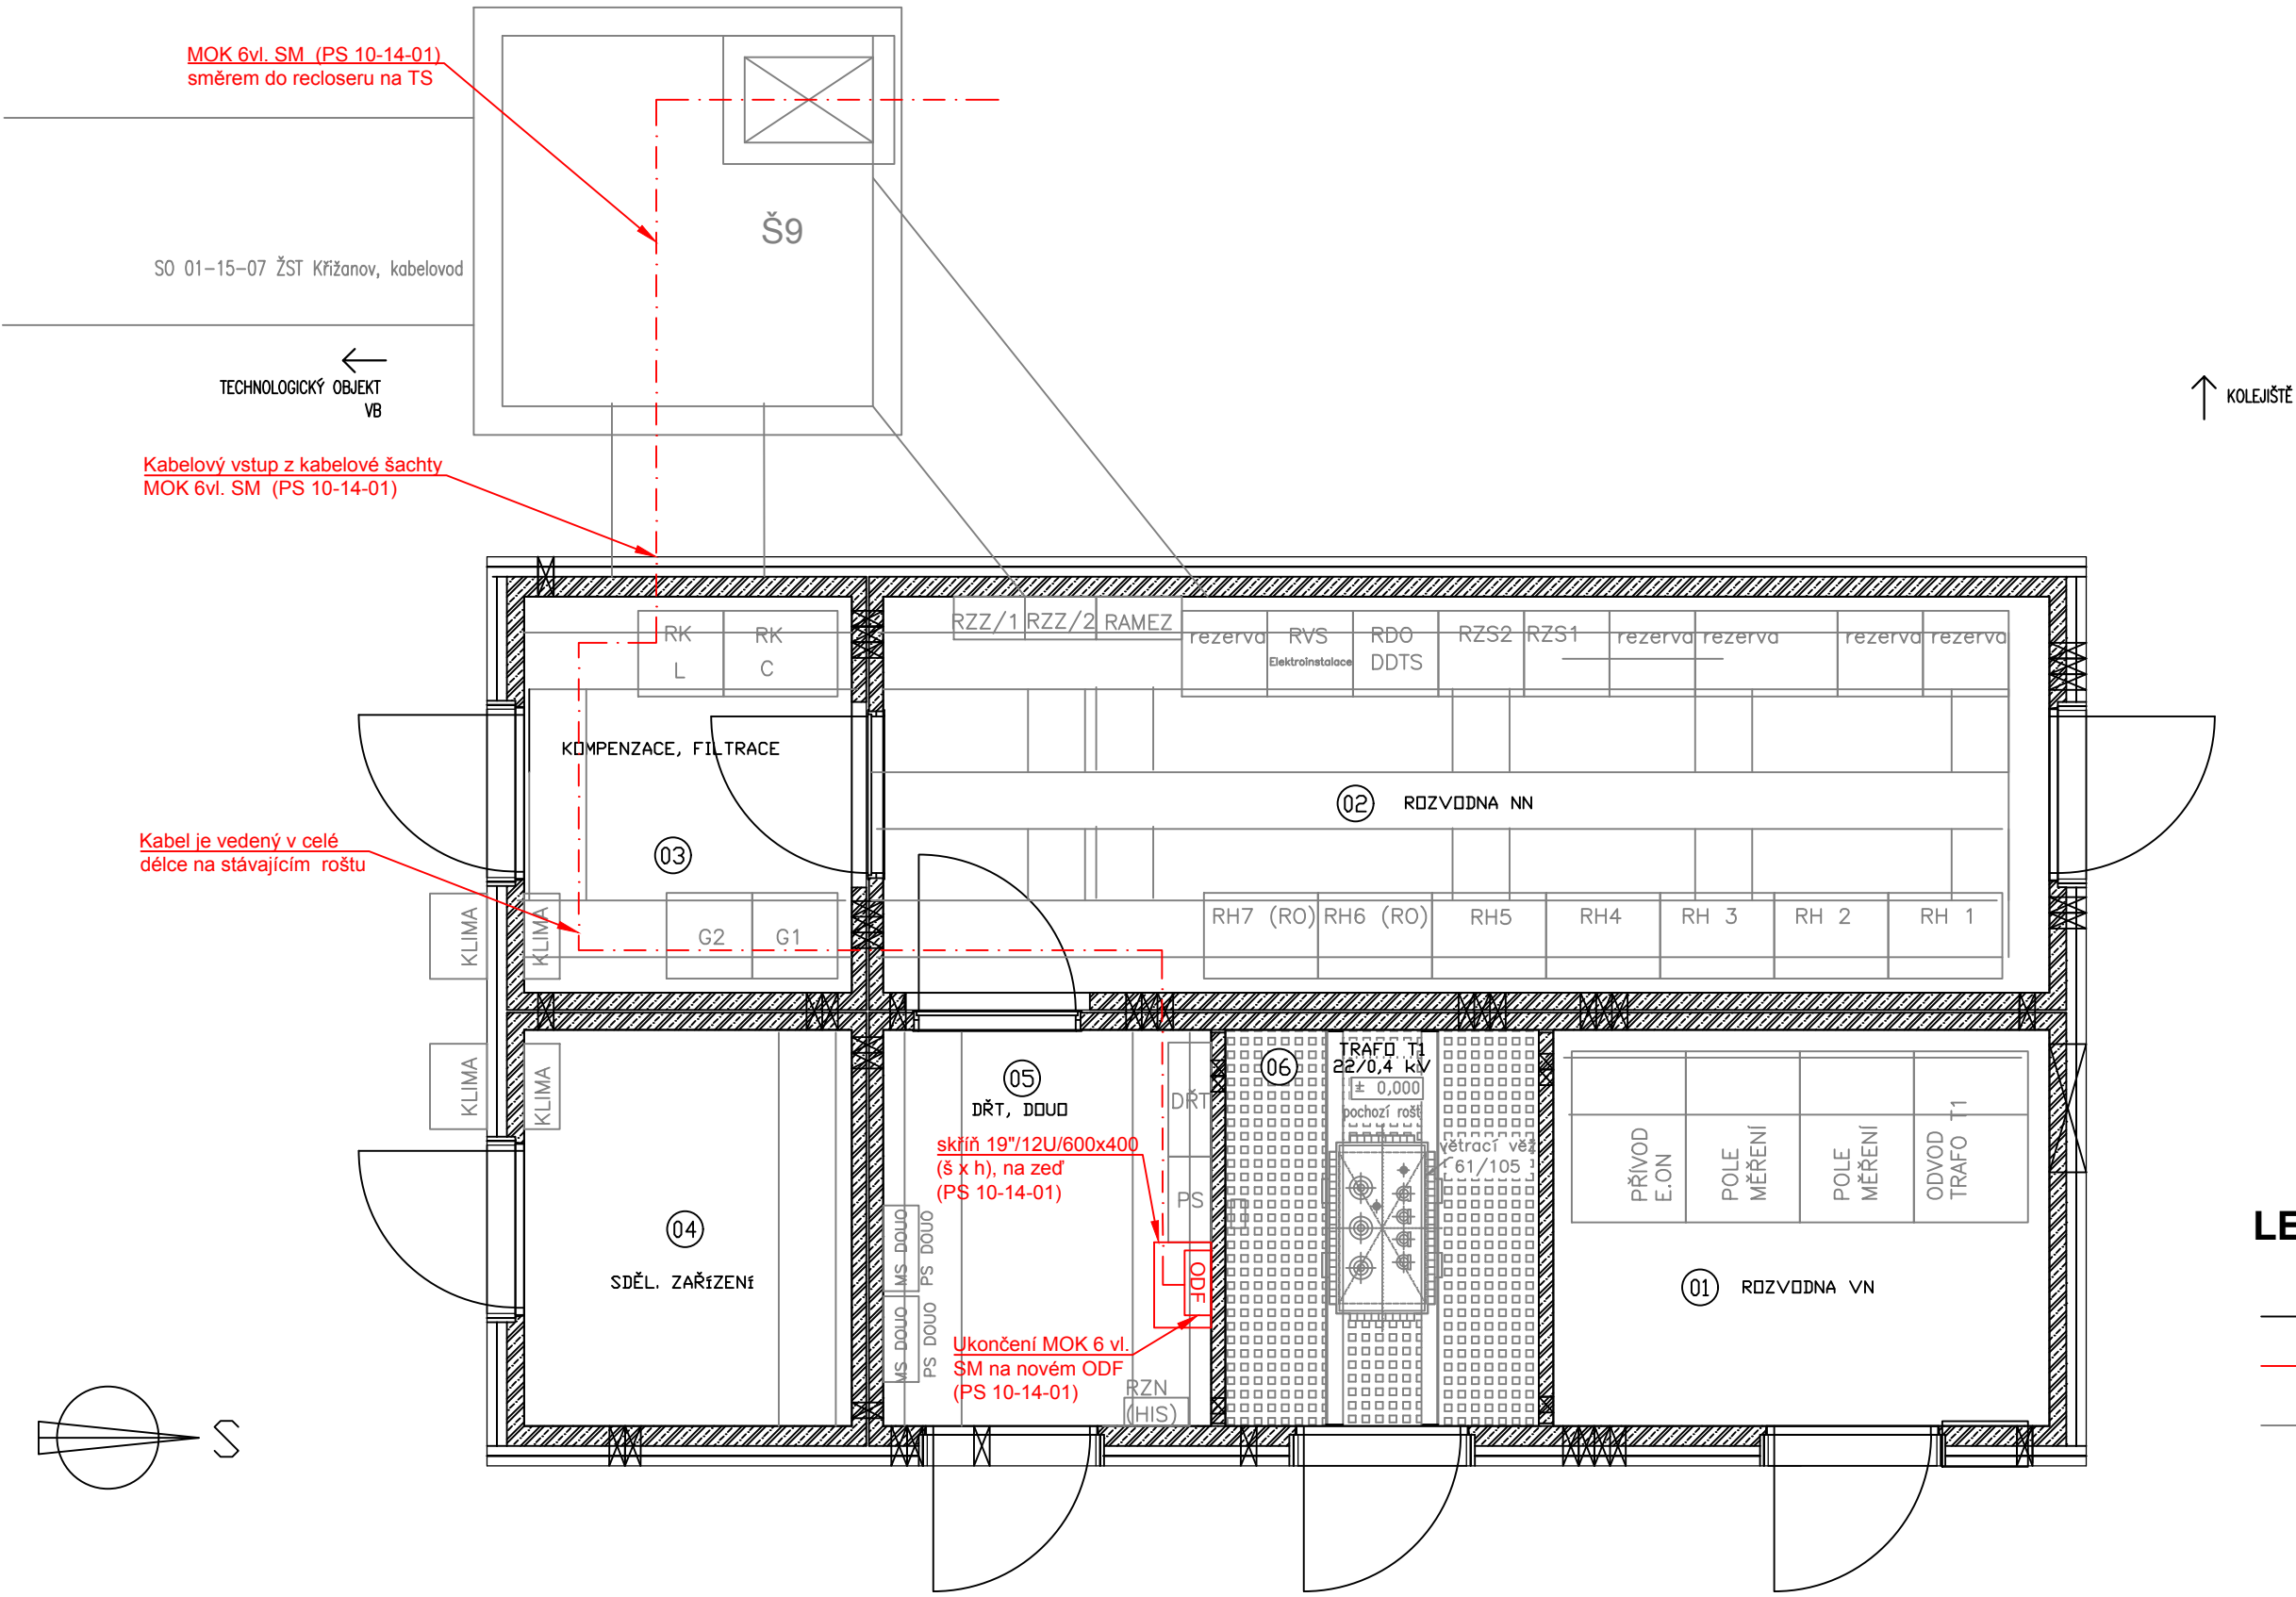 MOK 6vl. SM  (PS 10-14-01)
směrem do recloseru na TS
Š9
SO 01-15-07 ŽST Křižanov, kabelovod
TECHNOLOGICKÝ OBJEKT
VB
KOLEJIŠTĚ
Kabelový vstup z kabelové šachty
MOK 6vl. SM  (PS 10-14-01)
RK
L
RK
C
RZZ/1
RZZ/2
RAMEZ
rezerva
RVS
Elektroinstalace
RDO
DDTS
RZS2
RZS1
rezerva
rezerva
rezerva
rezerva
KOMPENZACE, FILTRACE
02
ROZVODNA NN
Kabel je vedený v celé
délce na stávajícím  roštu
03
KLIMA
KLIMA
G2
G1
RH7 (RO)
RH6 (RO)
RH5
RH4
RH 3
RH 2
RH 1
KLIMA
KLIMA
05
DŘT, DOUO
DŘT
06
TRAFO T1
22/0,4 kV
± 0,000
pochozí rošt
větrací věž
61/105
skříň 19"/12U/600x400
(š x h), na zeď
(PS 10-14-01)
PS
PŘÍVOD
E.ON
POLE
MĚŘENÍ
POLE
MĚŘENÍ
ODVOD
TRAFO T1
04
SDĚL. ZAŘÍZENÍ
MS DOUO
PS DOUO
MS DOUO
PS DOUO
ODF
01
ROZVODNA VN
LE
Ukončení MOK 6 vl.
SM na novém ODF
(PS 10-14-01)
RZN
(HIS)
S